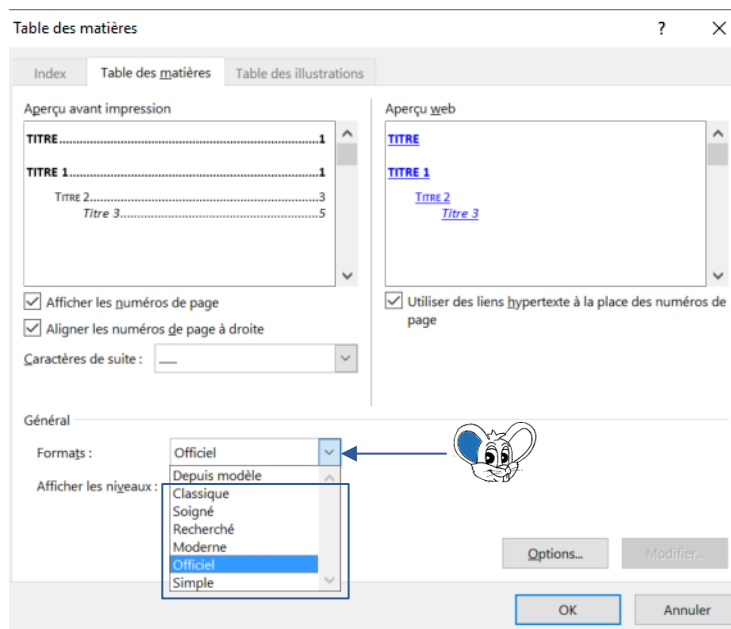 Table des matières
?
Index
Table des matières
Table des illustrations
Aperçu avant impression
TITRE...................................................................1
TITRE 1................................................................1
TITRE 2..........................................................3
Titre 3.....................................................5
Aperçu web
TITRE
TITRE 1
TITRE 2
Titre 3
Afficher les numéros de page
Aligner les numéros de page à droite
Caractères de suite :
Utiliser des liens hypertexte à la place des numéros de
page
Général
Formats :
Officiel
Afficher les niveaux :
Depuis modèle
Classique
Soigné
Recherché
Moderne
Officiel
Simple
Options...
Modifier...
OK
Annuler